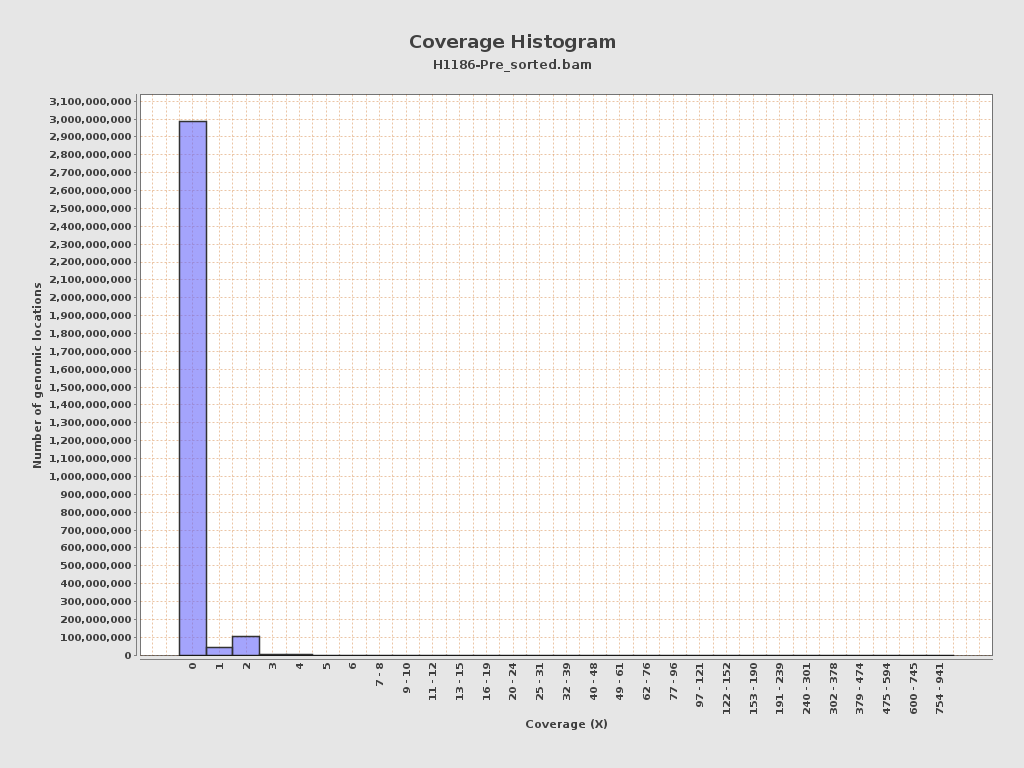 Coverage Histogram
H1186-Pre_sorted.bam
Number of genomic locations
3,100,000,000
3,000,000,000
2,900,000,000
2,800,000,000
2,700,000,000
2,600,000,000
2,500,000,000
2,400,000,000
2,300,000,000
2,200,000,000
2,100,000,000
2,000,000,000
1,900,000,000
1,800,000,000
1,700,000,000
1,600,000,000
1,500,000,000
1,400,000,000
1,300,000,000
1,200,000,000
1,100,000,000
1,000,000,000
900,000,000
800,000,000
700,000,000
600,000,000
500,000,000
400,000,000
300,000,000
200,000,000
100,000,000
0
0
1
2
3
4
5
6
7 - 8
9 - 10
11 - 12
13 - 15
16 - 19
20 - 24
25 - 31
32 - 39
40 - 48
49 - 61
62 - 76
77 - 96
97 - 121
122 - 152
153 - 190
191 - 239
240 - 301
302 - 378
379 - 474
475 - 594
600 - 745
754 - 941
Coverage (X)